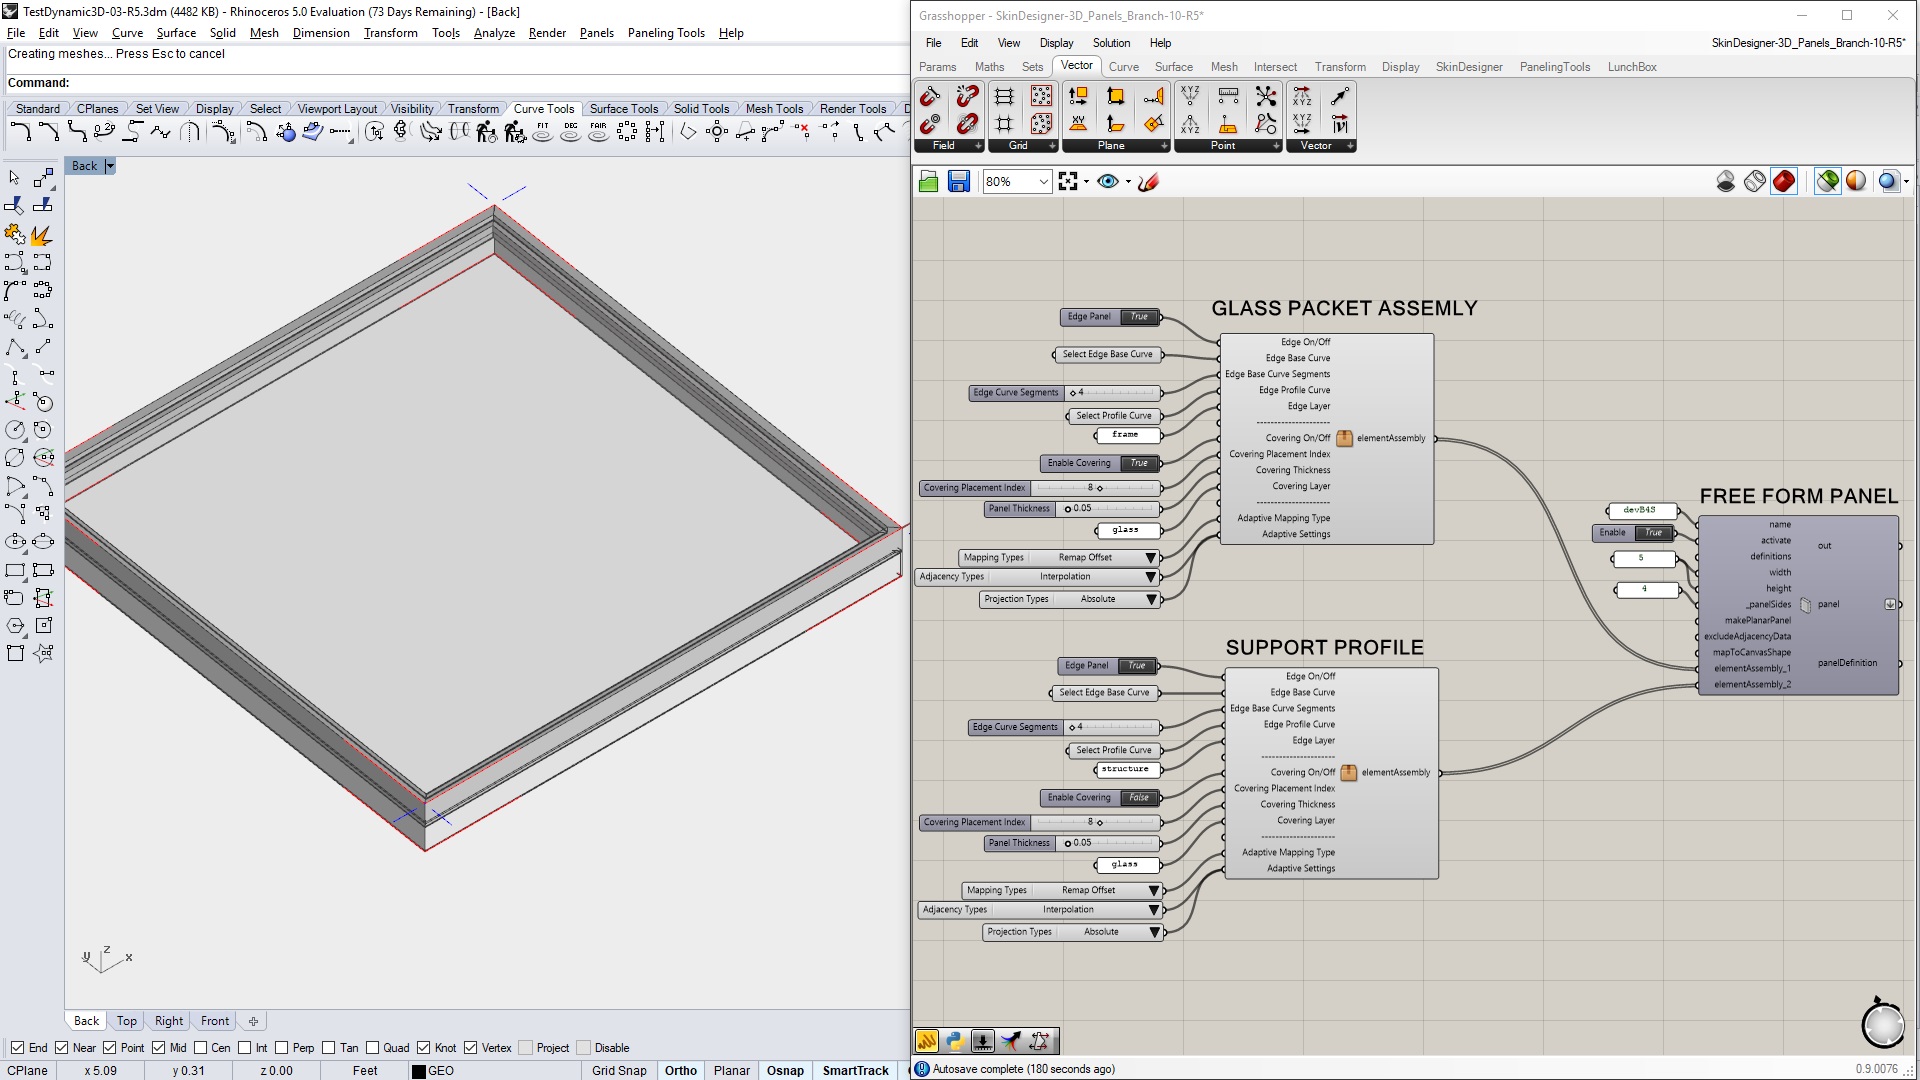 TestDynamic3D-03-R5.3dm (4482 KB) - Rhinoceros 5.0 Evaluation (73 Days Remaining) - [Back]
File Edit View Curve Surface Solid Mesh Dimension Transform Tools Analyze Render Panels Paneling Tools Help
Creating meshes... Press Esc to cancel
Command:
Standard CPlanes Set View Display Select Viewport Layout Visibility Transform Curve Tools Surface Tools Solid Tools Mesh Tools Render Tools D
FIT DEG FAIR
Back
z
y x
Back Top Right Front
End Near Point Mid Cen Int Perp Tan Quad Knot Vertex Project Disable
CPlane x 5.09 y 0.31 z 0.00 Feet GEO Grid Snap Ortho Planar Osnap SmartTrack
Grasshopper - SkinDesigner-3D_Panels_Branch-10-R5*
File Edit View Display Solution Help SkinDesigner-3D_Panels_Branch-10-R5*
Params Maths Sets Vector Curve Surface Mesh Intersect Transform Display SkinDesigner PanelingTools LunchBox
XY XYZ XYZ XYZ XYZ
Field Grid Plane Point Vector
80%
GLASS PACKET ASSEMLY
Edge Panel True
Select Edge Base Curve
Edge Curve Segments 4
Select Profile Curve
frame
Enable Covering True
Covering Placement Index 8
Panel Thickness 0.05
glass
Mapping Types Remap Offset
Adjacency Types Interpolation
Projection Types Absolute
Edge On/Off
Edge Base Curve
Edge Base Curve Segments
Edge Profile Curve
Edge Layer
----------------------
Covering On/Off elementAssembly
Covering Placement Index
Covering Thickness
Covering Layer
----------------------
Adaptive Mapping Type
Adaptive Settings
SUPPORT PROFILE
Edge Panel True
Select Edge Base Curve
Edge Curve Segments 4
Select Profile Curve
structure
Enable Covering False
Covering Placement Index 8
Panel Thickness 0.05
glass
Mapping Types Remap Offset
Adjacency Types Interpolation
Projection Types Absolute
Edge On/Off
Edge Base Curve
Edge Base Curve Segments
Edge Profile Curve
Edge Layer
----------------------
Covering On/Off elementAssembly
Covering Placement Index
Covering Thickness
Covering Layer
----------------------
Adaptive Mapping Type
Adaptive Settings
FREE FORM PANEL
devB4S
Enable True
5
4
name
activate
definitions
width
height
_panelSides
makePlanarPanel
excludeAdjacencyData
mapToCanvasShape
elementAssembly_1
elementAssembly_2
out
panel
panelDefinition
Autosave complete (180 seconds ago) 0.9.0076